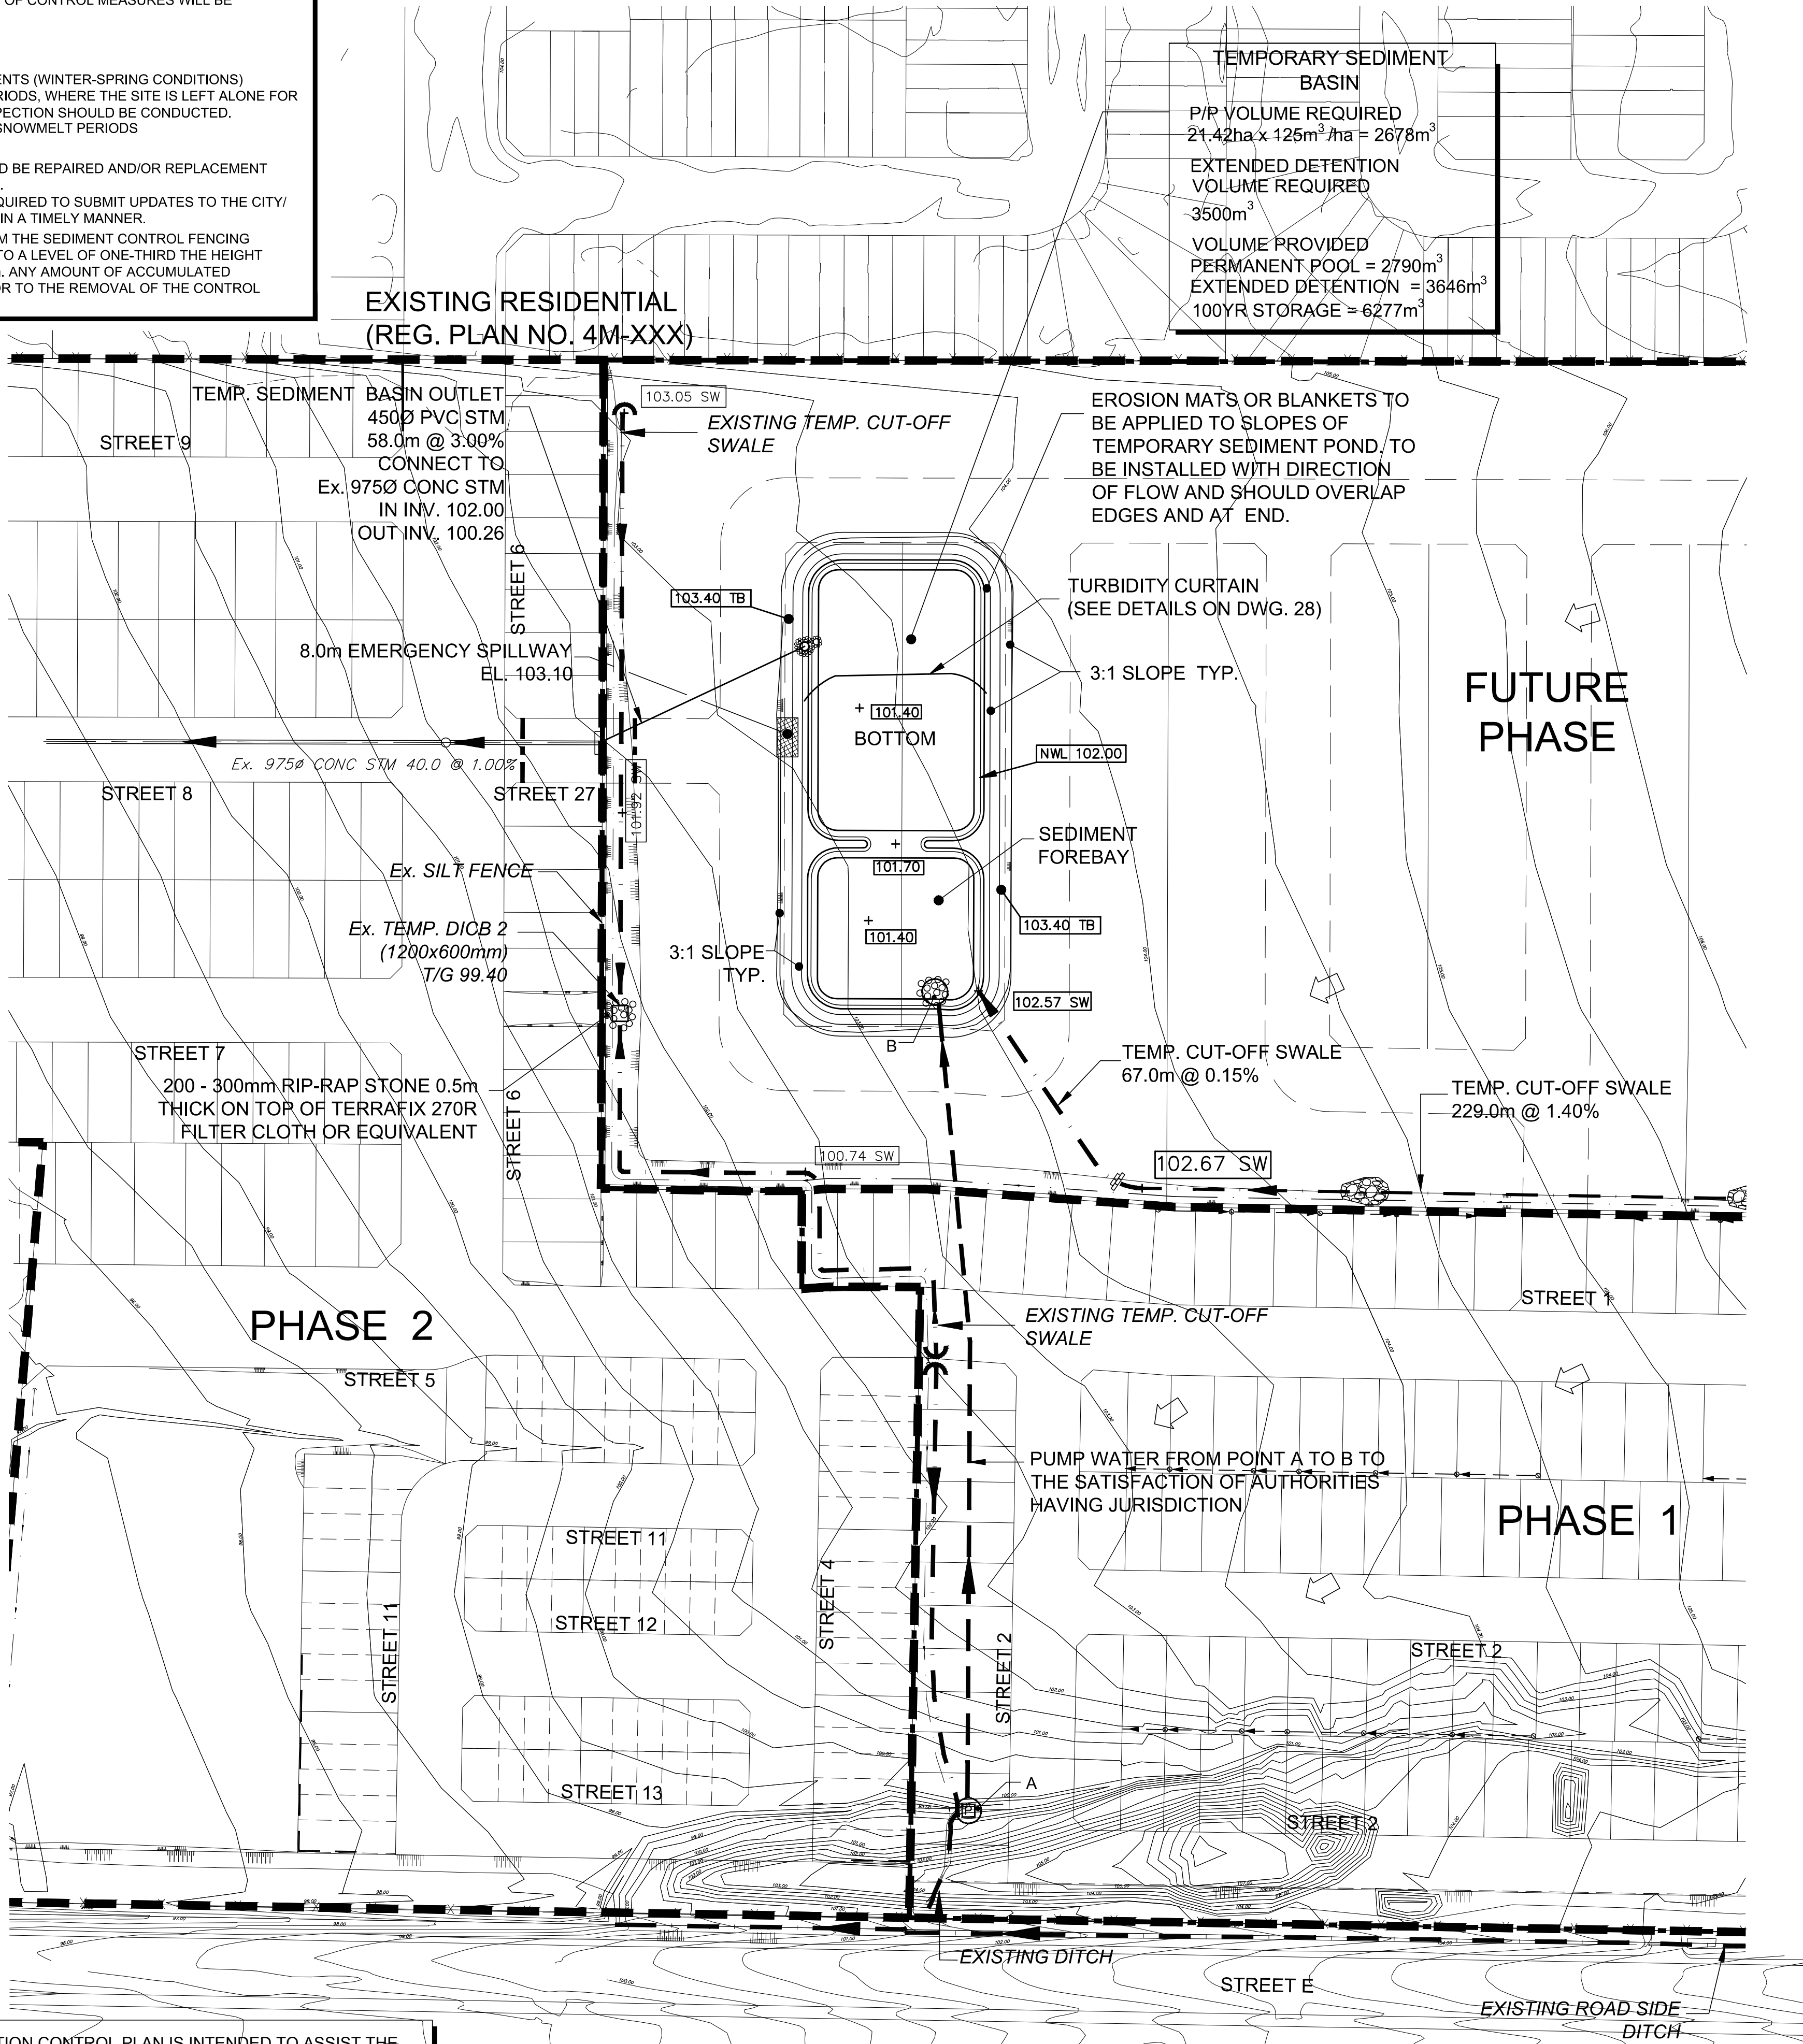 OF CONTROL MEASURES WILL BE
ENTS (WINTER-SPRING CONDITIONS)
RIODS, WHERE THE SITE IS LEFT ALONE FOR
PECTION SHOULD BE CONDUCTED.
SNOWMELT PERIODS
D BE REPAIRED AND/OR REPLACEMENT
QUIRED TO SUBMIT UPDATES TO THE CITY/
IN A TIMELY MANNER.
M THE SEDIMENT CONTROL FENCING
TO A LEVEL OF ONE-THIRD THE HEIGHT
. ANY AMOUNT OF ACCUMULATED
OR TO THE REMOVAL OF THE CONTROL
TEMPORARY SEDIMENT
BASIN
P/P VOLUME REQUIRED
21.42ha x 125m³/ha = 2678m³
EXTENDED DETENTION
VOLUME REQUIRED
3500m³
VOLUME PROVIDED
PERMANENT POOL = 2790m³
EXTENDED DETENTION = 3646m³
100YR STORAGE = 6277m³
EXISTING RESIDENTIAL
(REG. PLAN NO. 4M-XXX)
TEMP. SEDIMENT BASIN OUTLET
450Ø PVC STM
58.0m @ 3.00%
CONNECT TO
Ex. 975Ø CONC STM
IN INV. 102.00
OUT INV. 100.26
STREET 9
103.05 SW
EXISTING TEMP. CUT-OFF
SWALE
EROSION MATS OR BLANKETS TO
BE APPLIED TO SLOPES OF
TEMPORARY SEDIMENT POND. TO
BE INSTALLED WITH DIRECTION
OF FLOW AND SHOULD OVERLAP
EDGES AND AT END.
STREET 6
103.40 TB
TURBIDITY CURTAIN
(SEE DETAILS ON DWG. 28)
8.0m EMERGENCY SPILLWAY
EL. 103.10
3:1 SLOPE TYP.
FUTURE
PHASE
101.40
BOTTOM
NWL 102.00
Ex. 975ø CONC STM 40.0 @ 1.00%
STREET 8
STREET 27
101.92 SW
SEDIMENT
FOREBAY
101.70
Ex. SILT FENCE
103.40 TB
101.40
Ex. TEMP. DICB 2
(1200x600mm)
T/G 99.40
3:1 SLOPE
TYP.
102.57 SW
B
STREET 7
TEMP. CUT-OFF SWALE
67.0m @ 0.15%
TEMP. CUT-OFF SWALE
229.0m @ 1.40%
200 - 300mm RIP-RAP STONE 0.5m
THICK ON TOP OF TERRAFIX 270R
FILTER CLOTH OR EQUIVALENT
STREET 6
100.74 SW
102.67 SW
PHASE 2
STREET 1
EXISTING TEMP. CUT-OFF
SWALE
STREET 5
PUMP WATER FROM POINT A TO B TO
THE SATISFACTION OF AUTHORITIES
HAVING JURISDICTION
PHASE 1
STREET 11
STREET 4
STREET 12
STREET 11
STREET 2
STREET 2
STREET 13
A
P
STREET 2
EXISTING DITCH
STREET E
EXISTING ROAD SIDE
DITCH
TION CONTROL PLAN IS INTENDED TO ASSIST THE